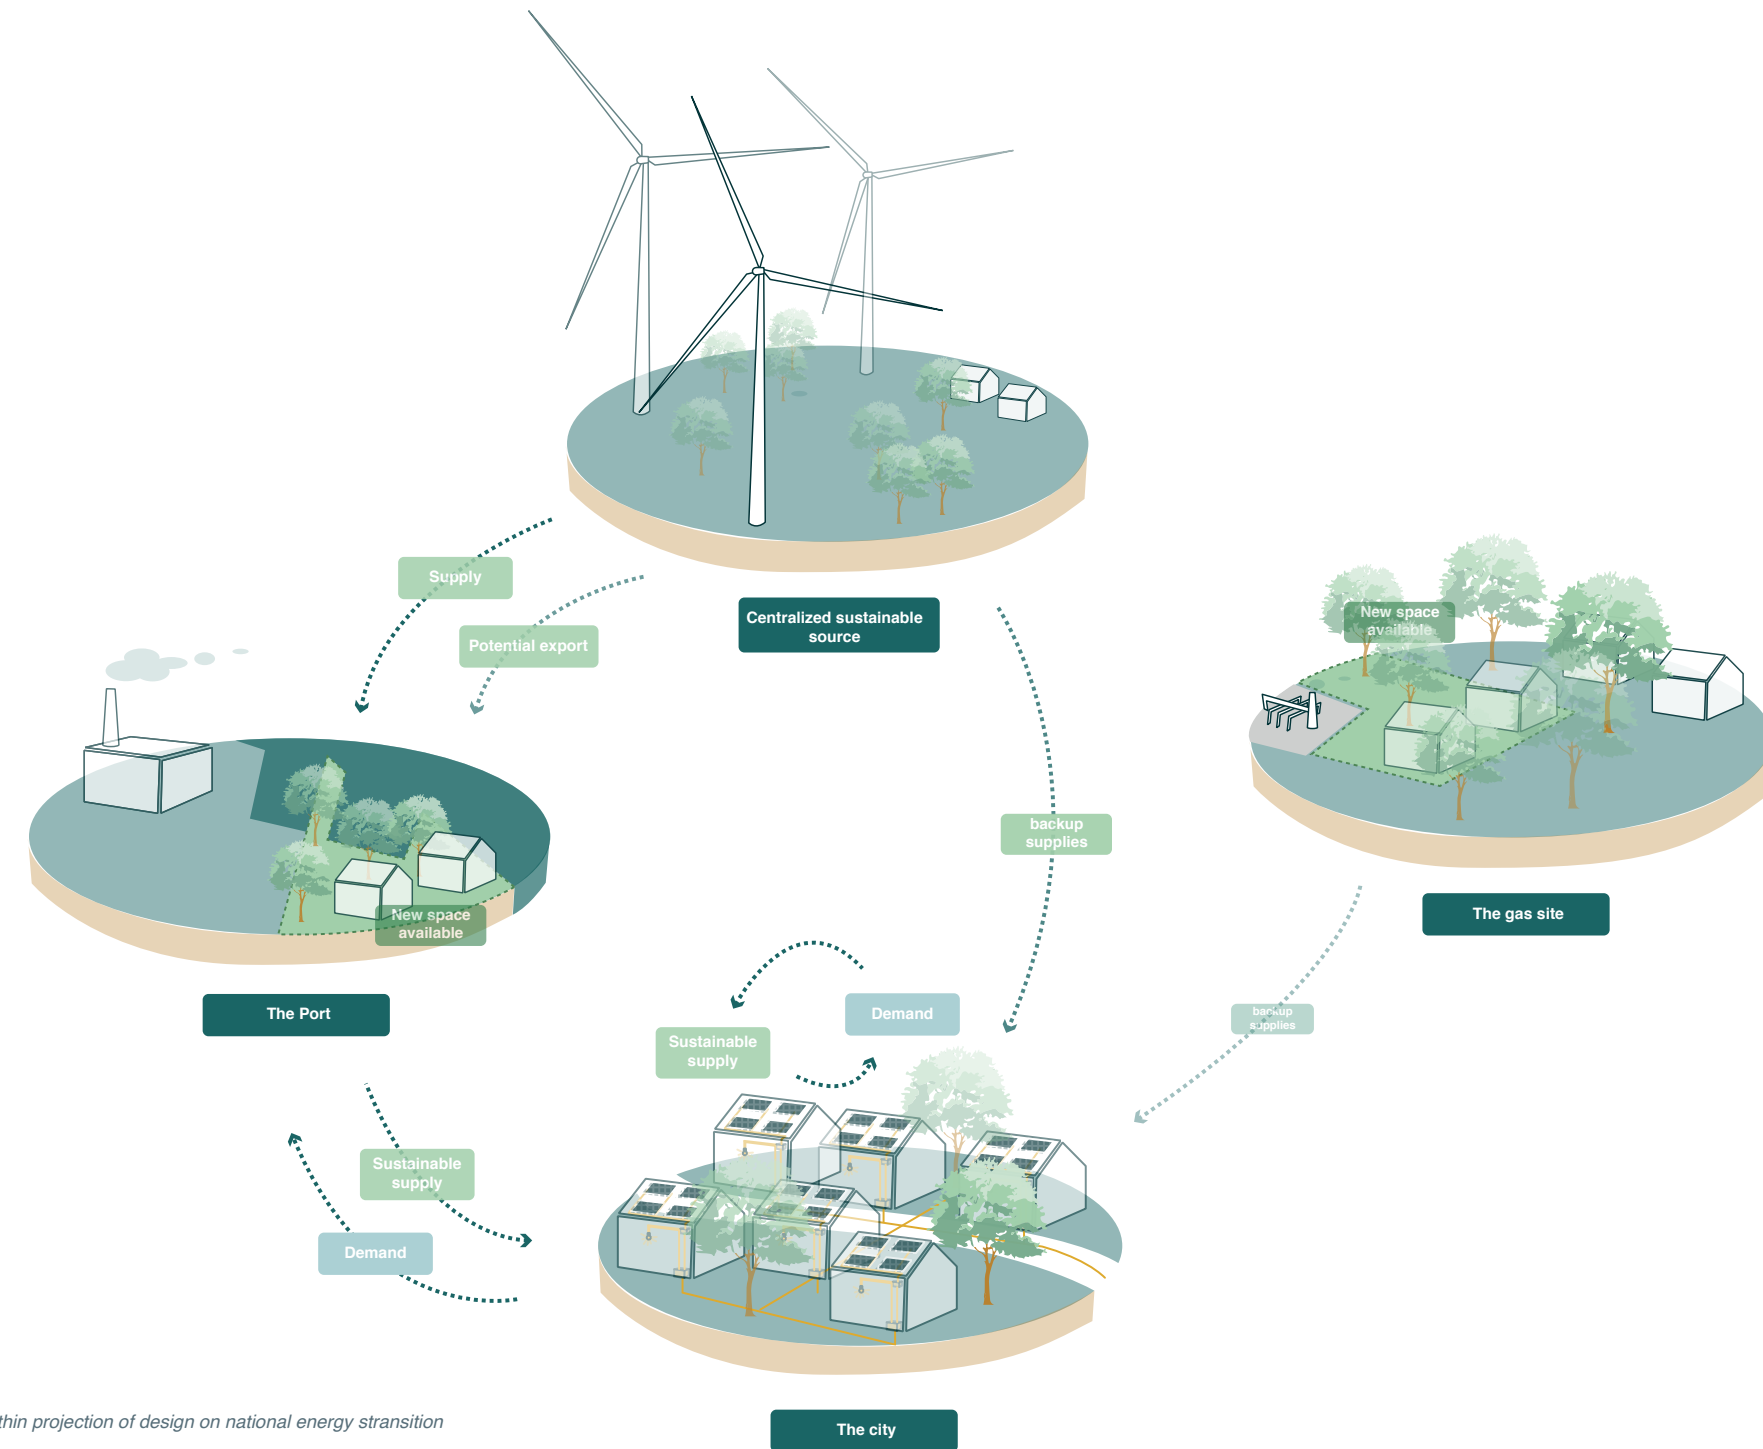 Supply
Potential export
Centralized sustainable
source
New space
available
backup
supplies
New space
available
The gas site
The Port
Demand
Sustainable
supply
backup
supplies
Sustainable
supply
Demand
thin projection of design on national energy stransition
The city